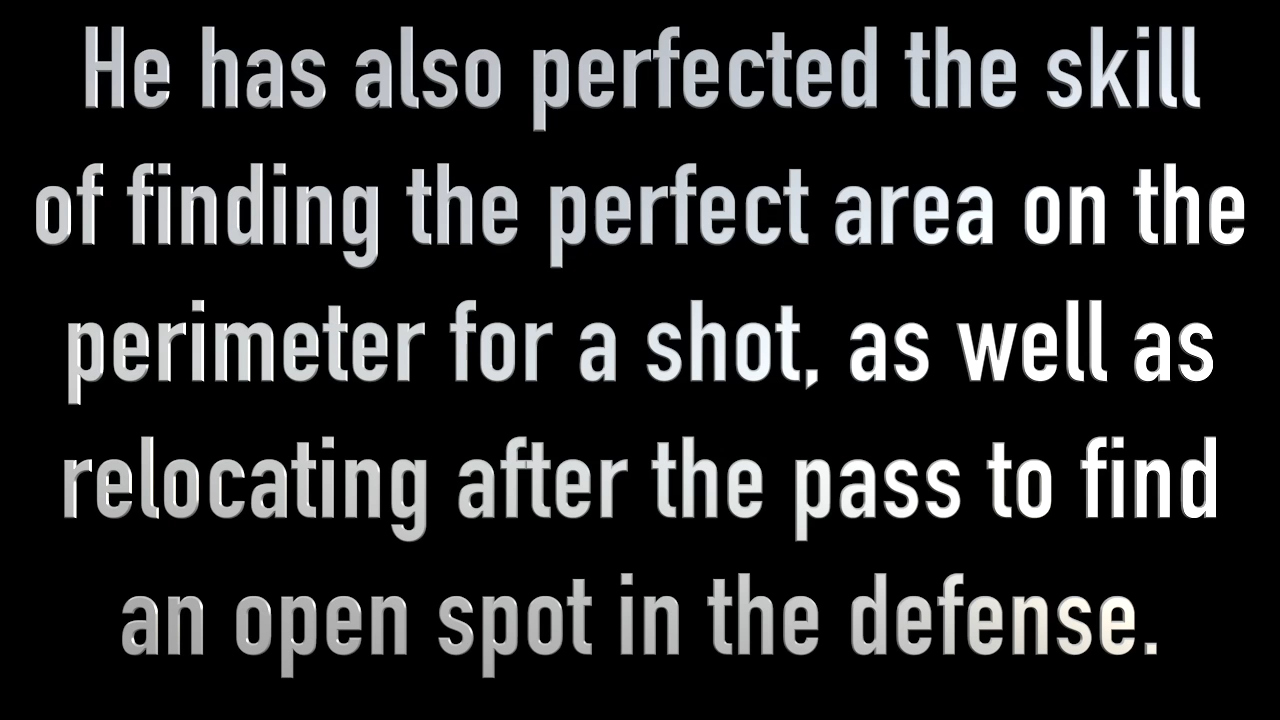 He has also perfected the skill
of finding the perfect area on the
perimeter for a shot, as well as
relocating after the pass to find
an open spot in the defense.